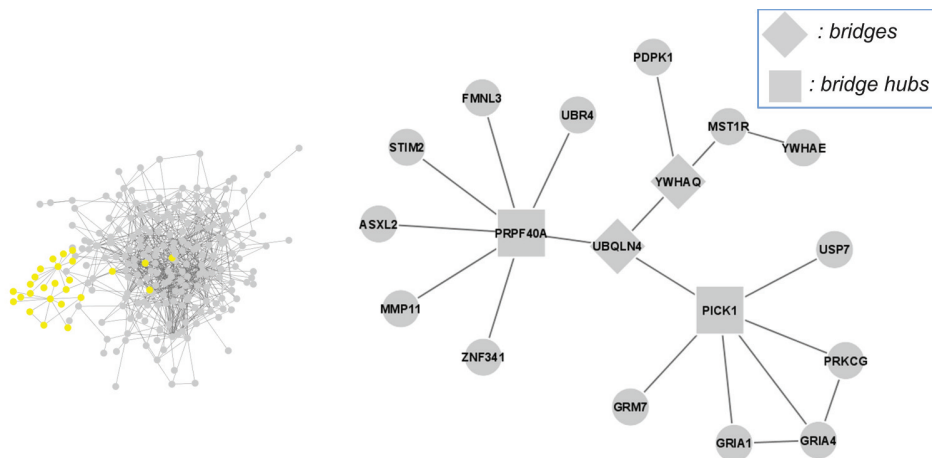 : bridges
: bridge hubs
PDPK1
FMNL3
UBR4
MST1R
YWHAE
STIM2
YWHAQ
ASXL2
PRPF40A
UBQLN4
USP7
MMP11
PICK1
ZNF341
PRKCG
GRM7
GRIA1
GRIA4